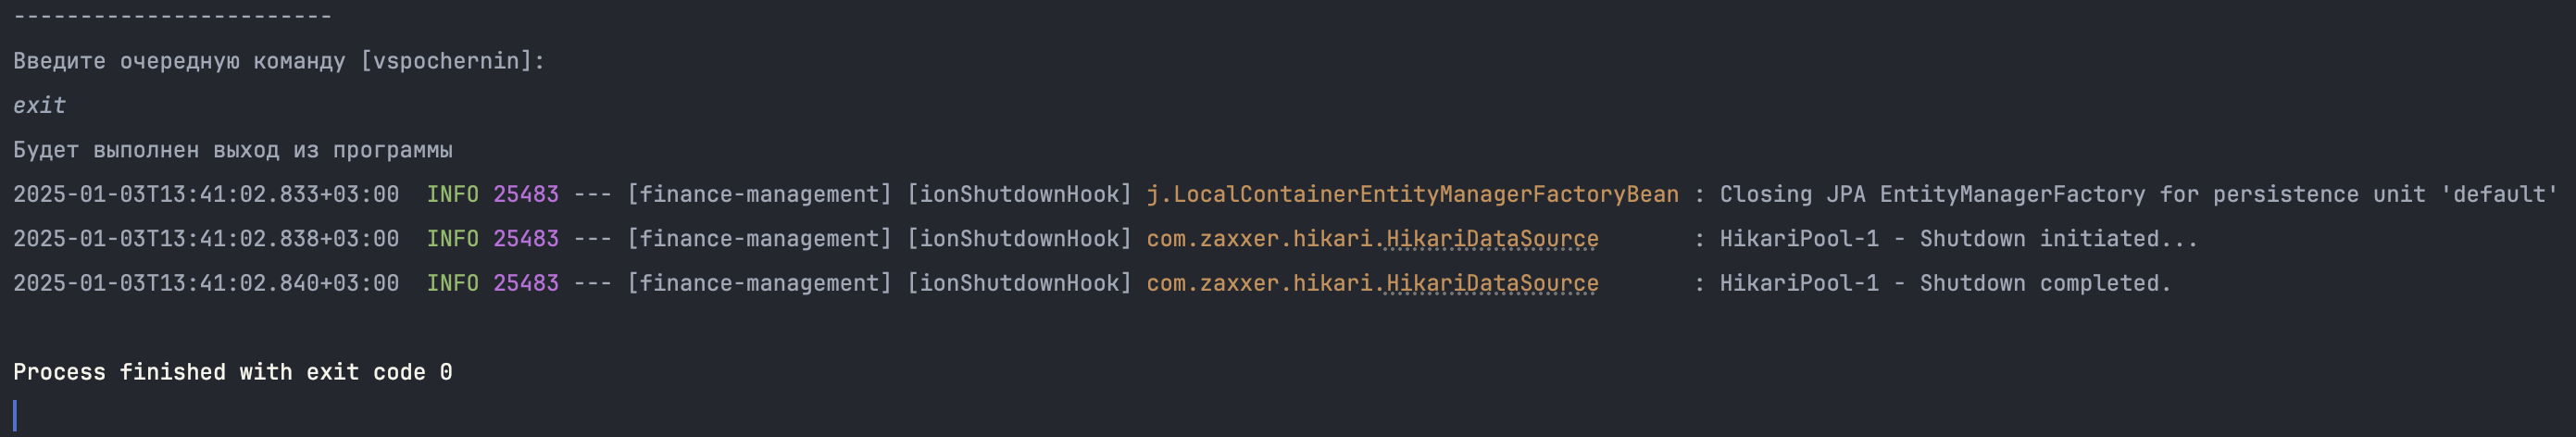 ------------------------
Введите очередную команду [vspochernin]:
exit
Будет выполнен выход из программы
2025-01-03T13:41:02.833+03:00  INFO 25483 --- [finance-management] [ionShutdownHook] j.LocalContainerEntityManagerFactoryBean : Closing JPA EntityManagerFactory for persistence unit 'default'
2025-01-03T13:41:02.838+03:00  INFO 25483 --- [finance-management] [ionShutdownHook] com.zaxxer.hikari.HikariDataSource       : HikariPool-1 - Shutdown initiated...
2025-01-03T13:41:02.840+03:00  INFO 25483 --- [finance-management] [ionShutdownHook] com.zaxxer.hikari.HikariDataSource       : HikariPool-1 - Shutdown completed.
Process finished with exit code 0